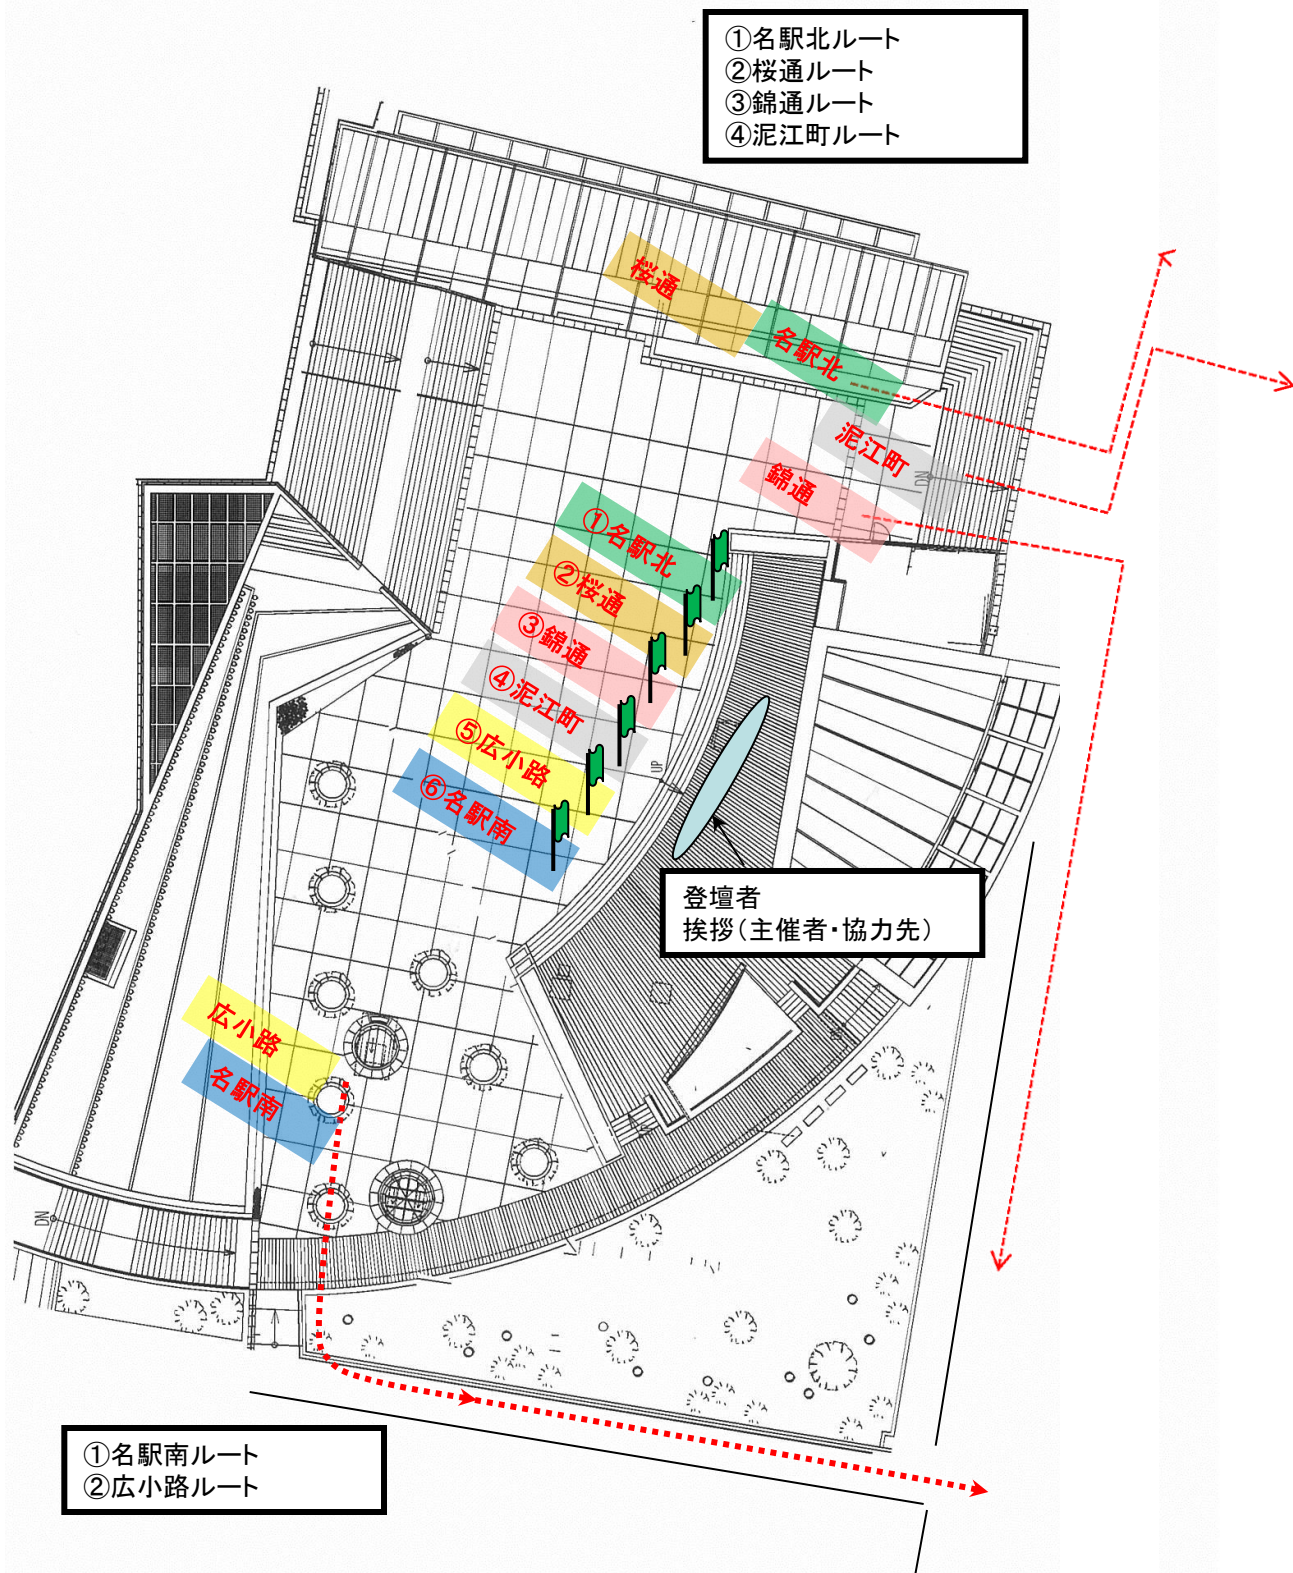 ①名駅北ルート
②桜通ルート
③錦通ルート
④泥江町ルート
桜通
名駅北
泥江町
錦通
DN
①名駅北
②桜通
③錦通
④泥江町
⑤広小路
⑥名駅南
UP
登壇者
挨拶(主催者・協力先)
広小路
名駅南
DN
①名駅南ルート
②広小路ルート